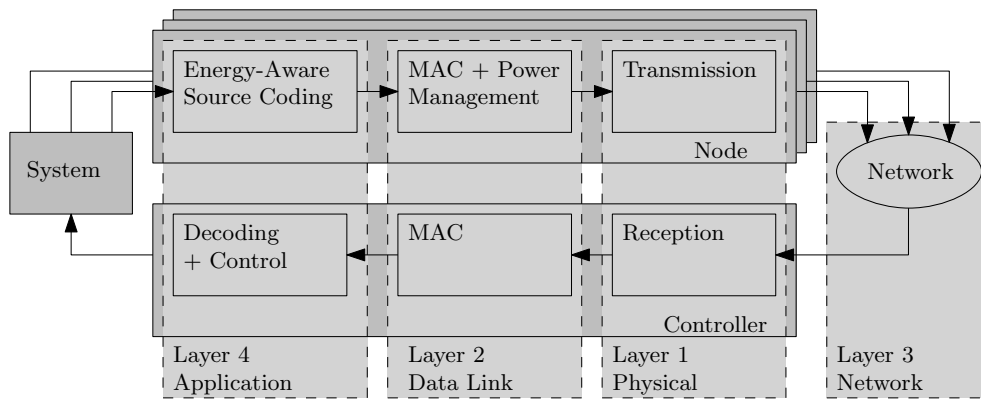 Energy-Aware
Source Coding
MAC + Power
Management
Transmission
Node
System
Network
Decoding
+ Control
MAC
Reception
Controller
Layer 4
Application
Layer 2
Data Link
Layer 1
Physical
Layer 3
Network